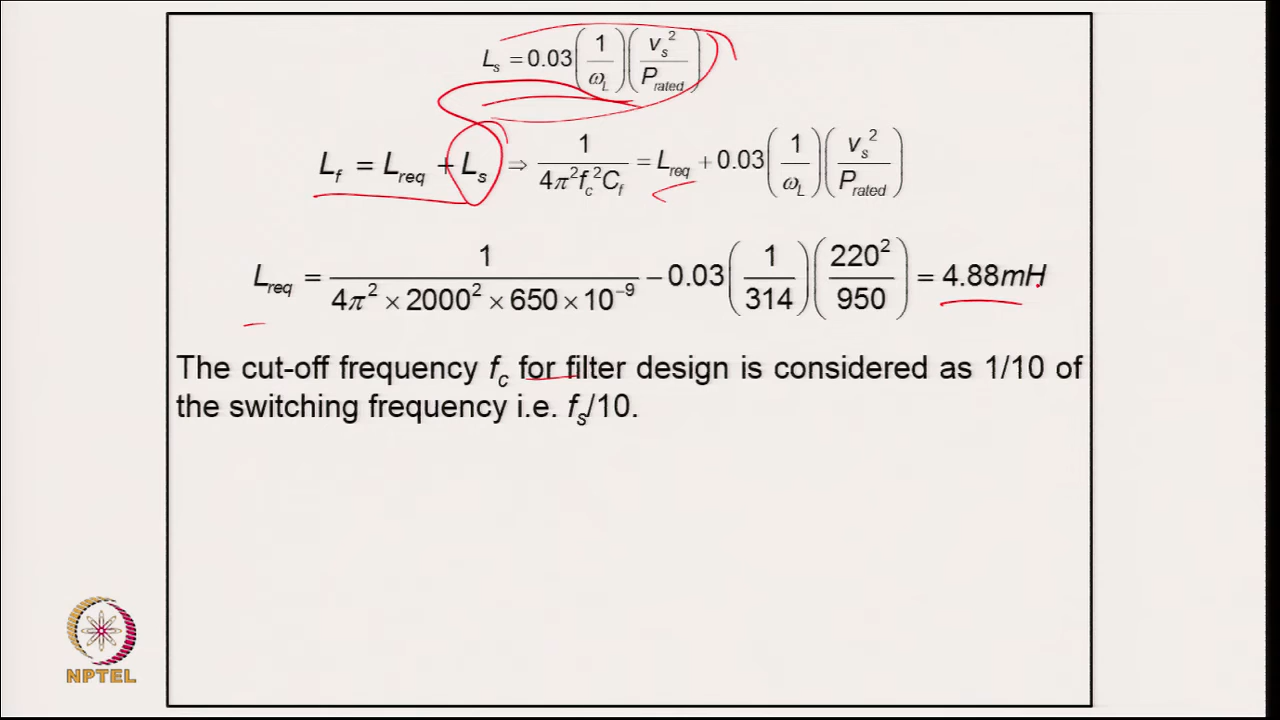 L_s = 0.03 (1/ω_L) (v_s²/P_rated)
L_f = L_req + L_s ⇒ 1/(4π²f_c²C_f) = L_req + 0.03 (1/ω_L) (v_s²/P_rated)
L_req = 1/(4π² × 2000² × 650 × 10⁻⁹) − 0.03 (1/314) (220²/950) = 4.88mH
The cut-off frequency f_c for filter design is considered as 1/10 of
the switching frequency i.e. f_s/10.
NPTEL